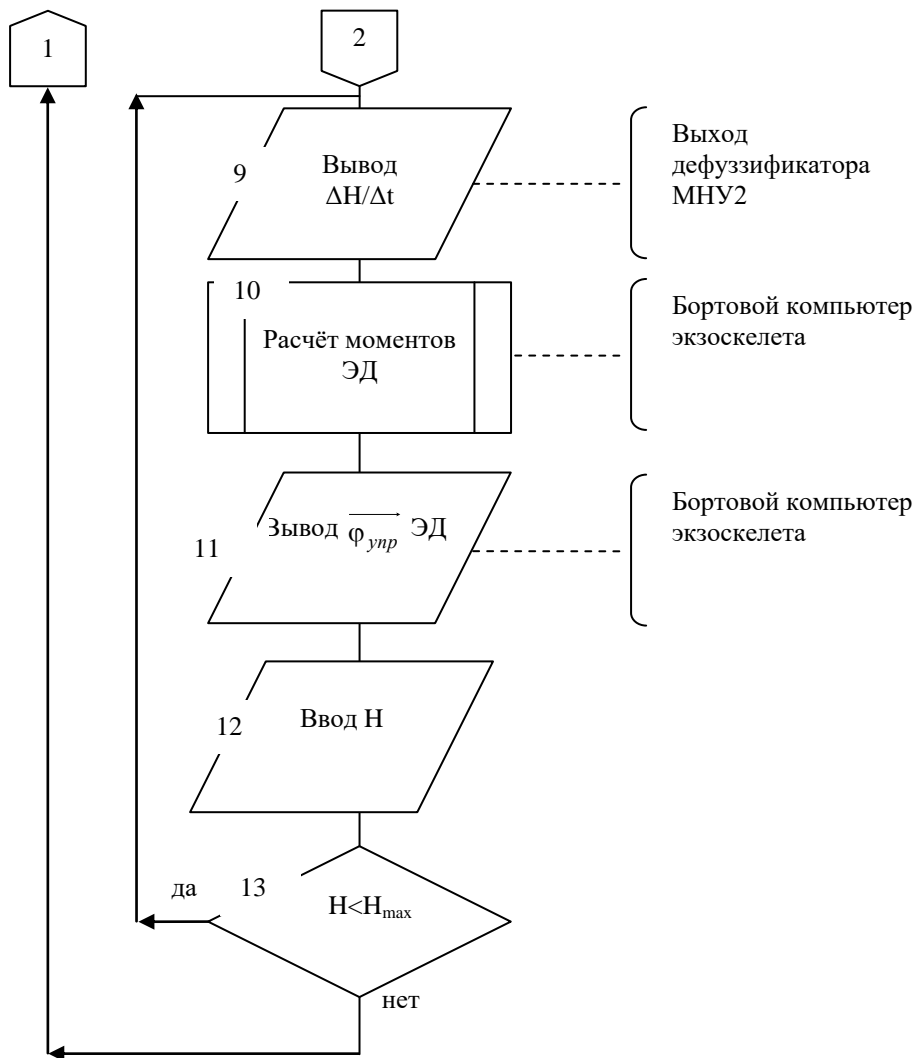 1
2
9
Вывод
ΔH/Δt
Выход
дефуззификатора
МНУ2
10
Расчёт моментов
ЭД
Бортовой компьютер
экзоскелета
11
Зывод φупр ЭД
Бортовой компьютер
экзоскелета
12
Ввод H
да
13
H<Hmax
нет